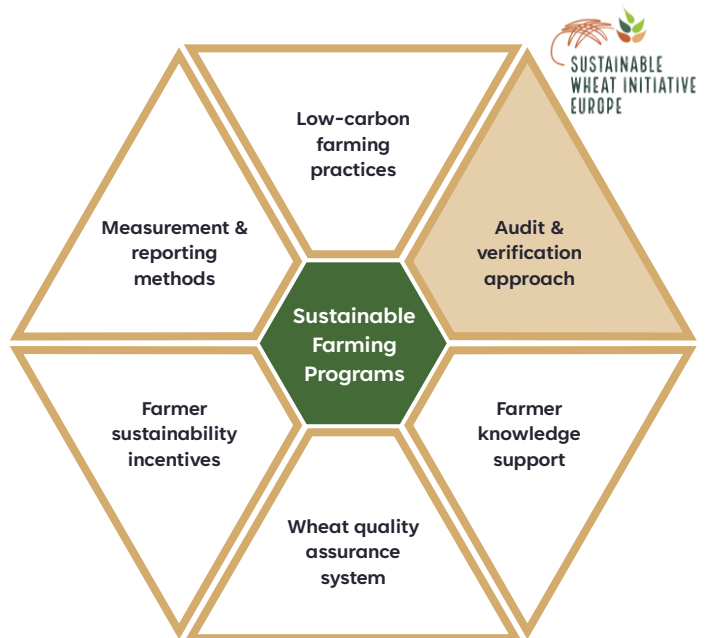 SUSTAINABLE
WHEAT INITIATIVE
EUROPE
Low-carbon
farming
practices
Measurement &
reporting
methods
Audit &
verification
approach
Sustainable
Farming
Programs
Farmer
sustainability
incentives
Farmer
knowledge
support
Wheat quality
assurance
system